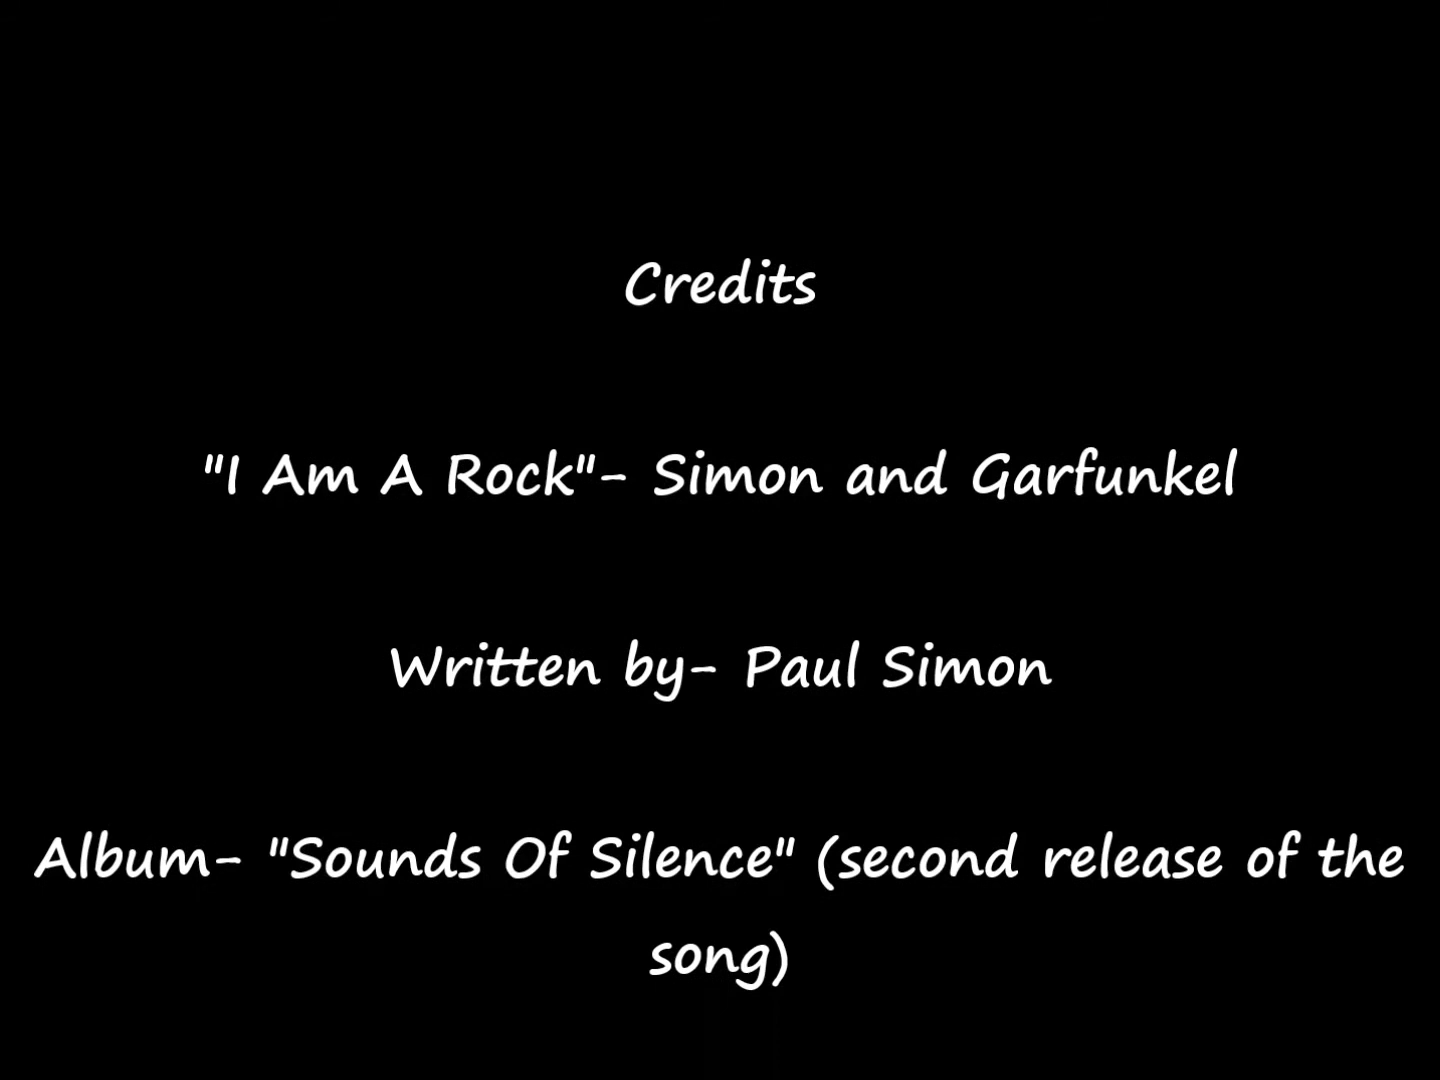 Credits
"I Am A Rock"- Simon and Garfunkel
Written by- Paul Simon
Album- "Sounds Of Silence" (second release of the
song)